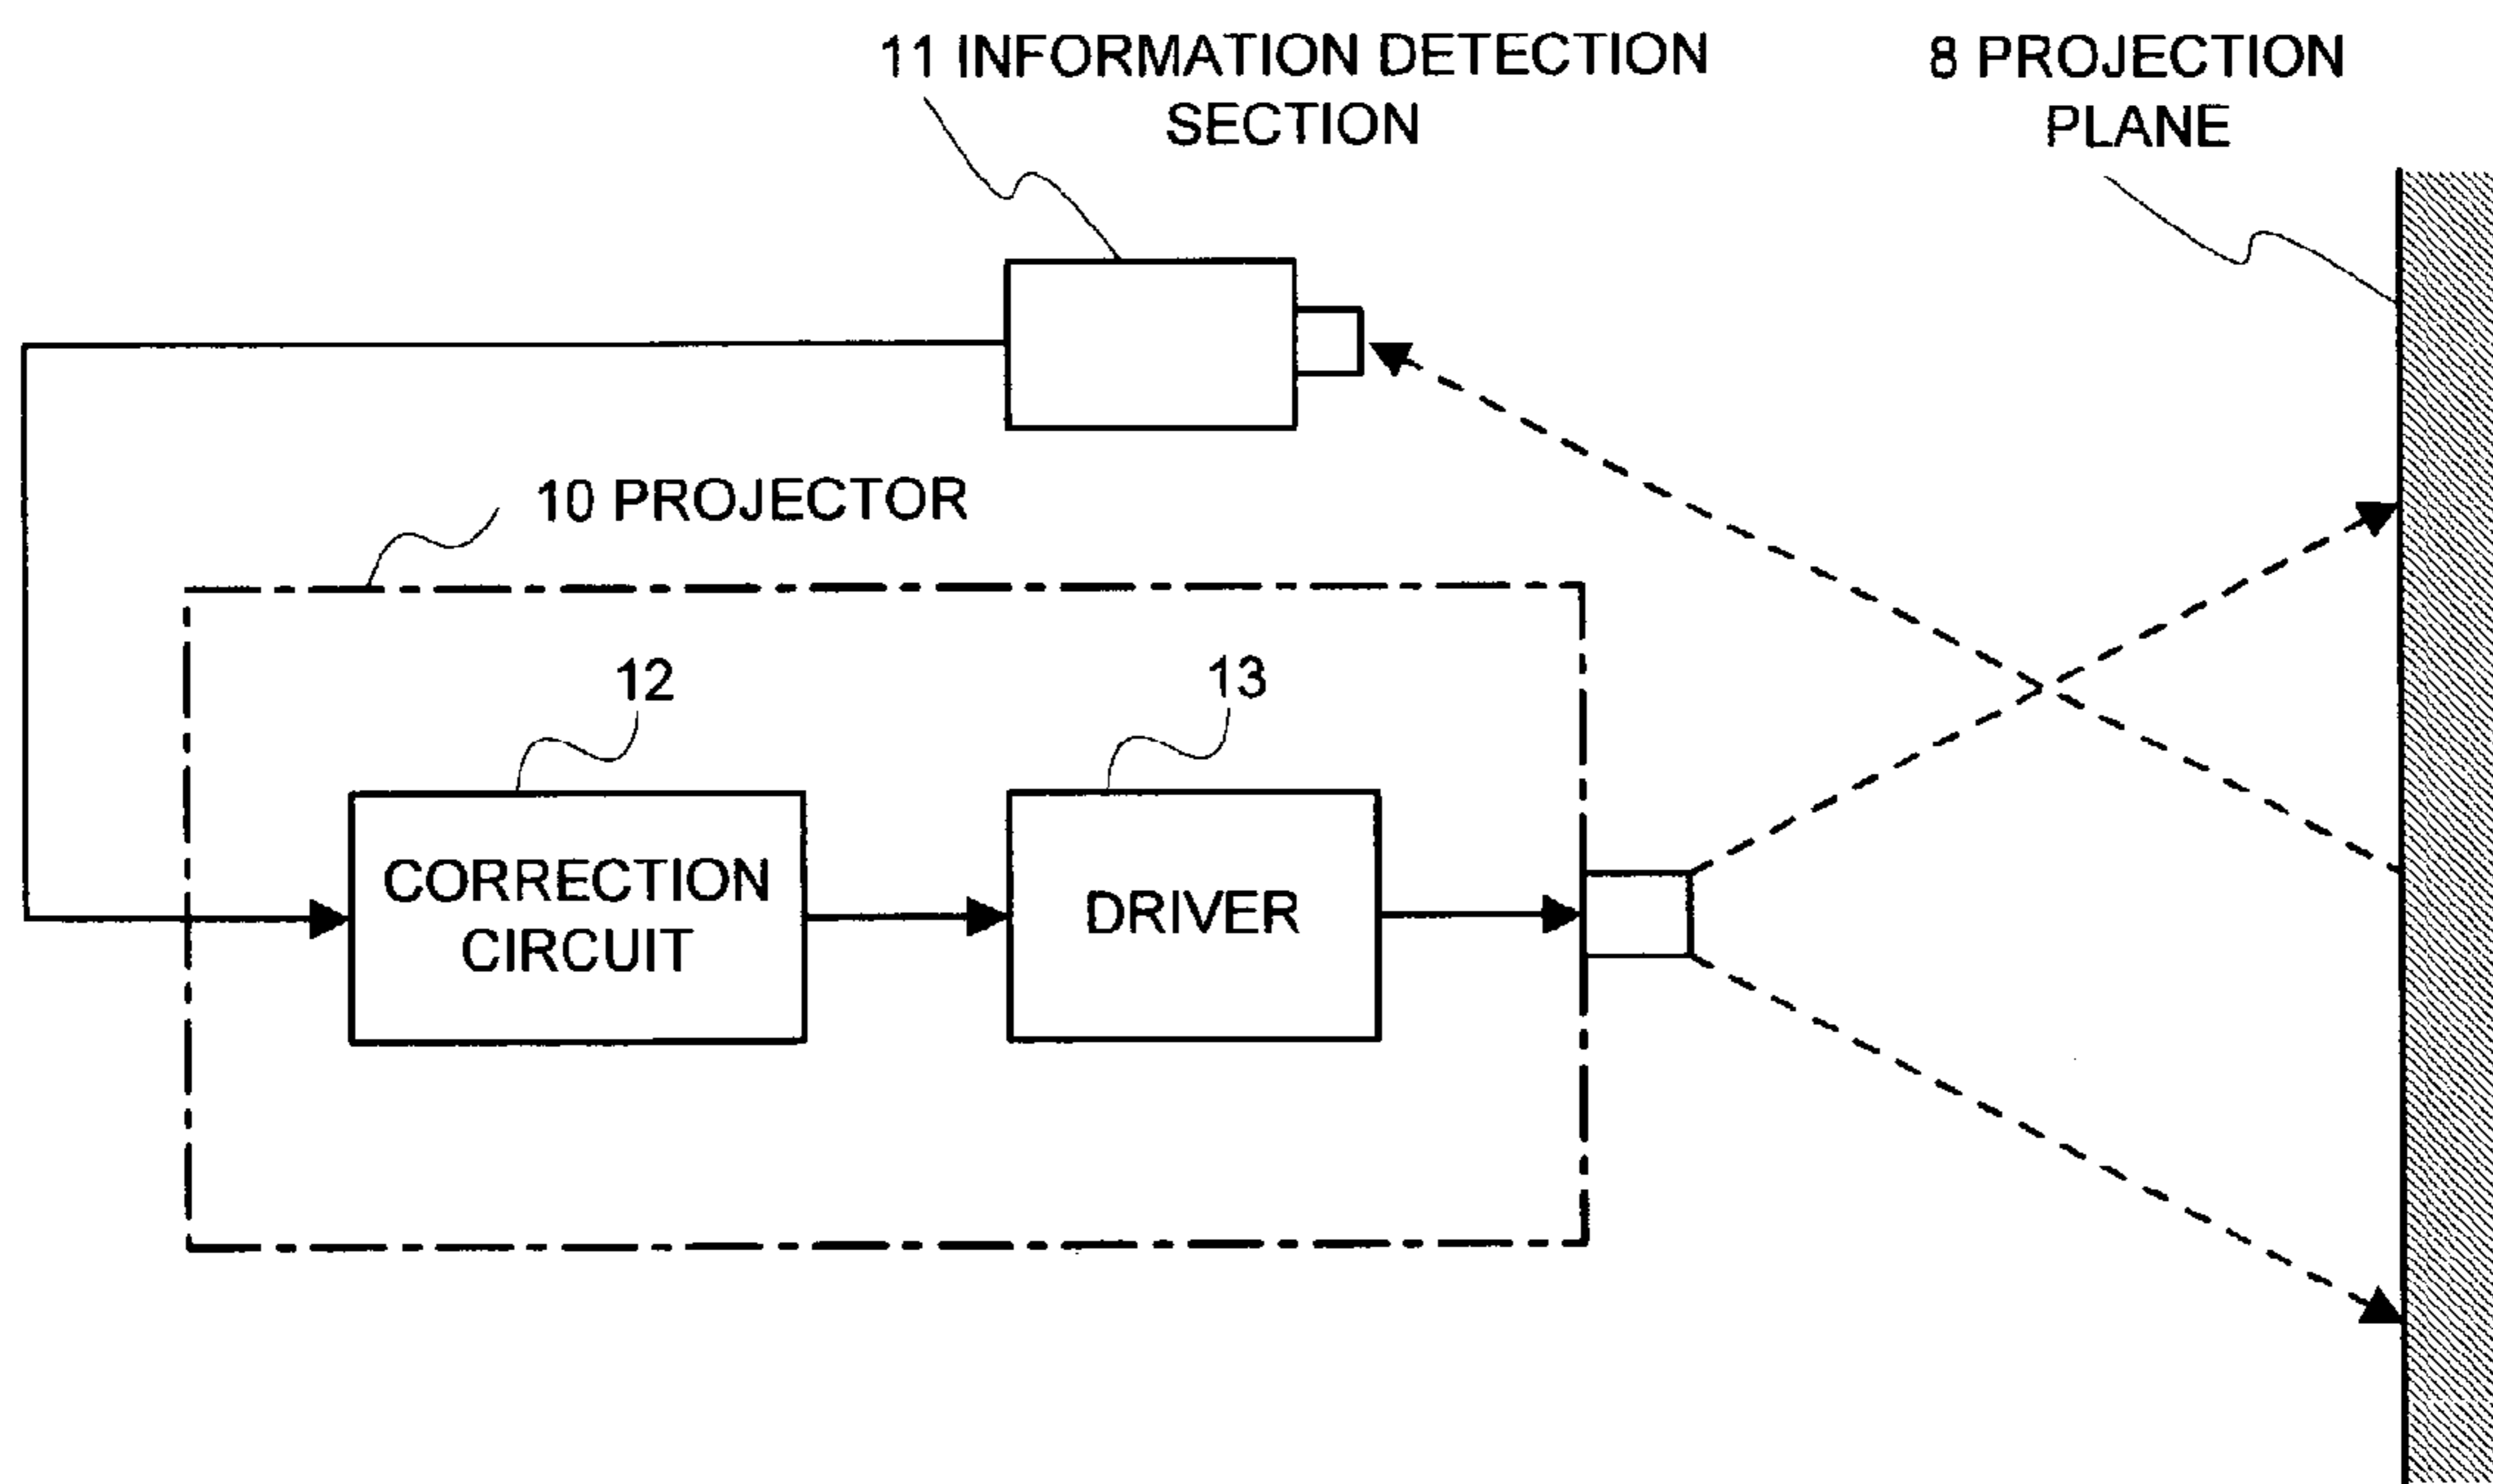 11 INFORMATION DETECTION
SECTION
8 PROJECTION
PLANE
10 PROJECTOR
12
13
CORRECTION
CIRCUIT
DRIVER